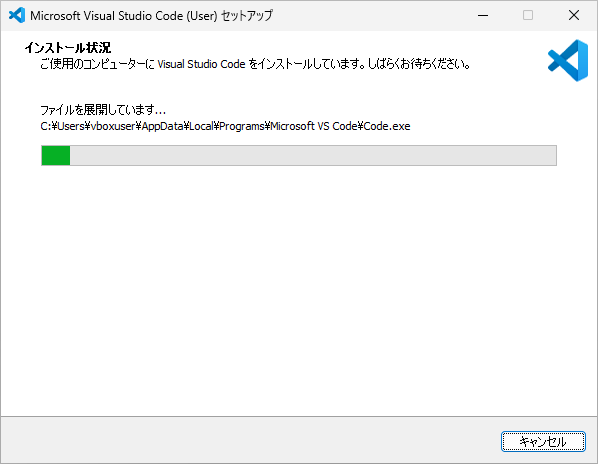 Microsoft Visual Studio Code (User) セットアップ
インストール状況
ご使用のコンピューターに Visual Studio Code をインストールしています。しばらくお待ちください。
ファイルを展開しています...
C:¥Users¥vboxuser¥AppData¥Local¥Programs¥Microsoft VS Code¥Code.exe
キャンセル